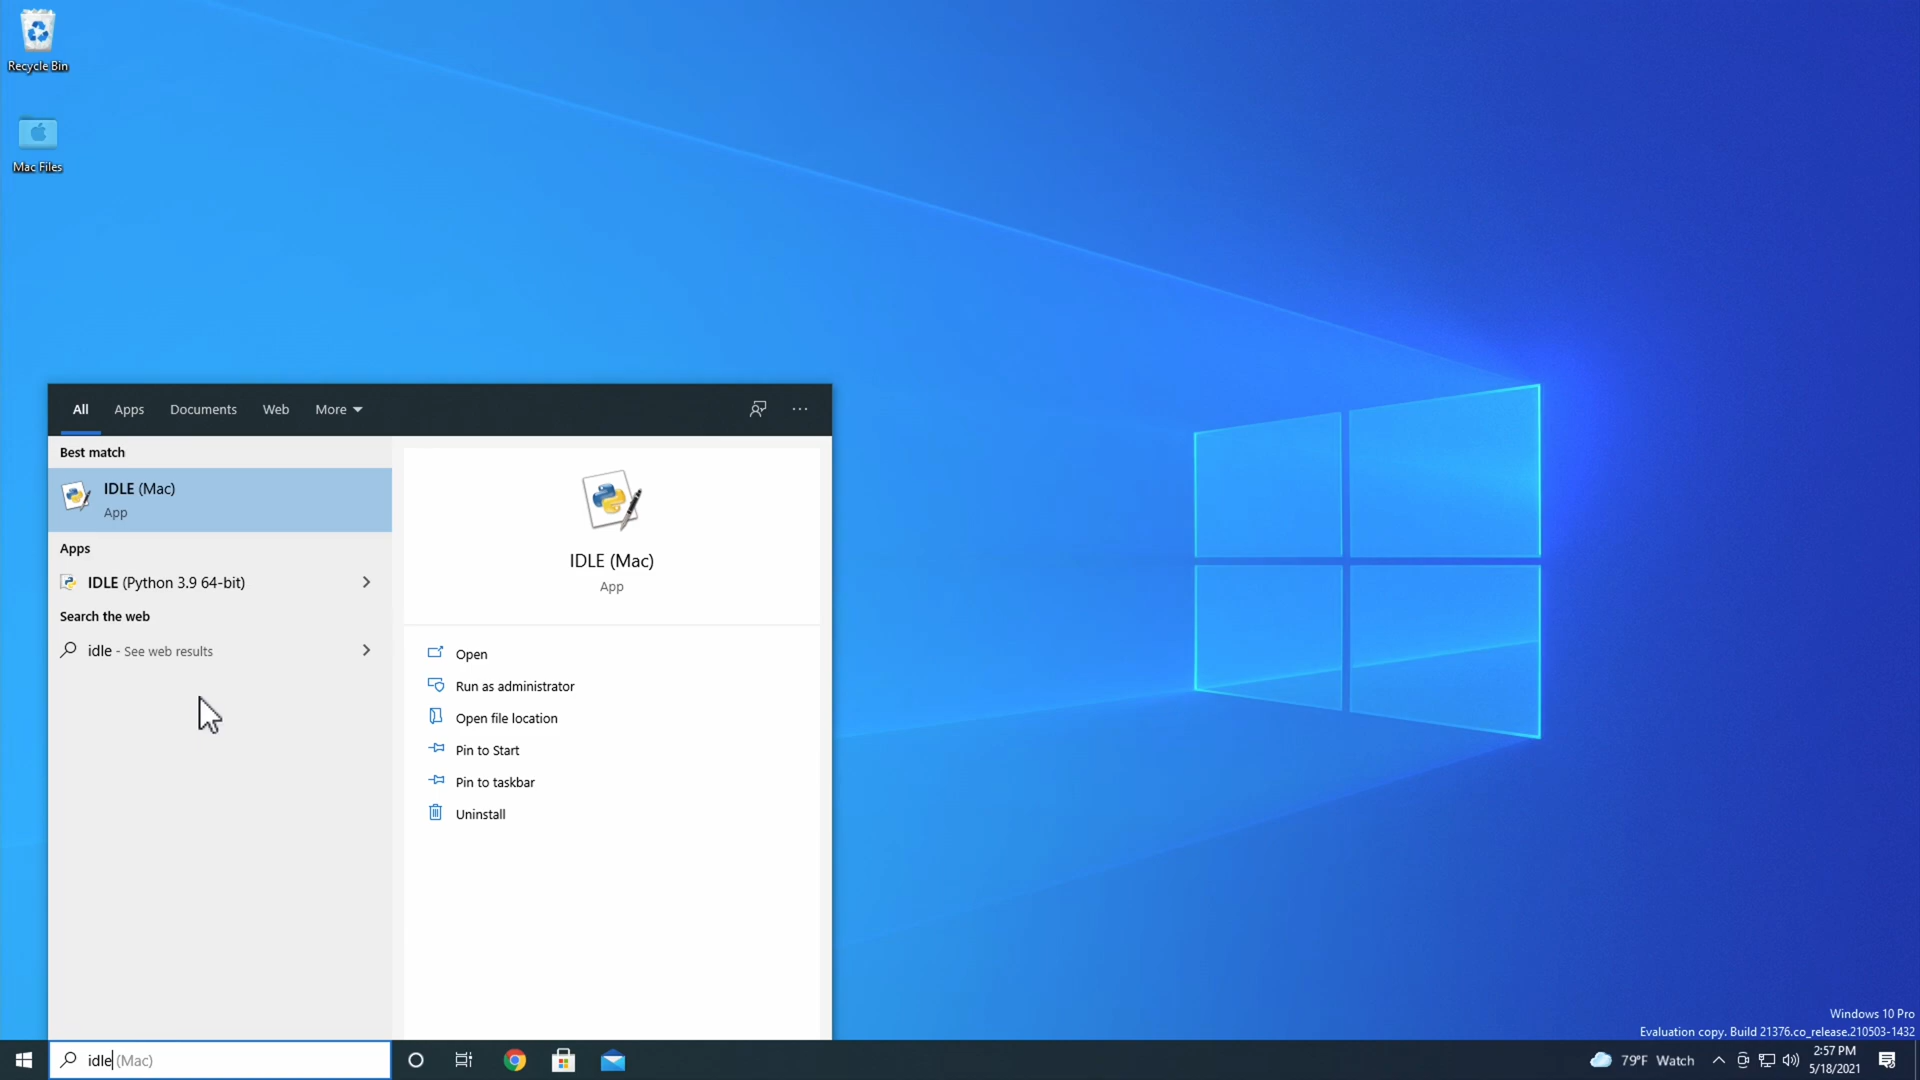 Recycle Bin
Mac Files
All Apps Documents Web More
Best match
IDLE (Mac)
App
Apps
IDLE (Python 3.9 64-bit)
Search the web
idle - See web results
IDLE (Mac)
App
Open
Run as administrator
Open file location
Pin to Start
Pin to taskbar
Uninstall
Windows 10 Pro
Evaluation copy. Build 21376.co_release.210503-1432
idle (Mac)
79°F Watch
2:57 PM
5/18/2021